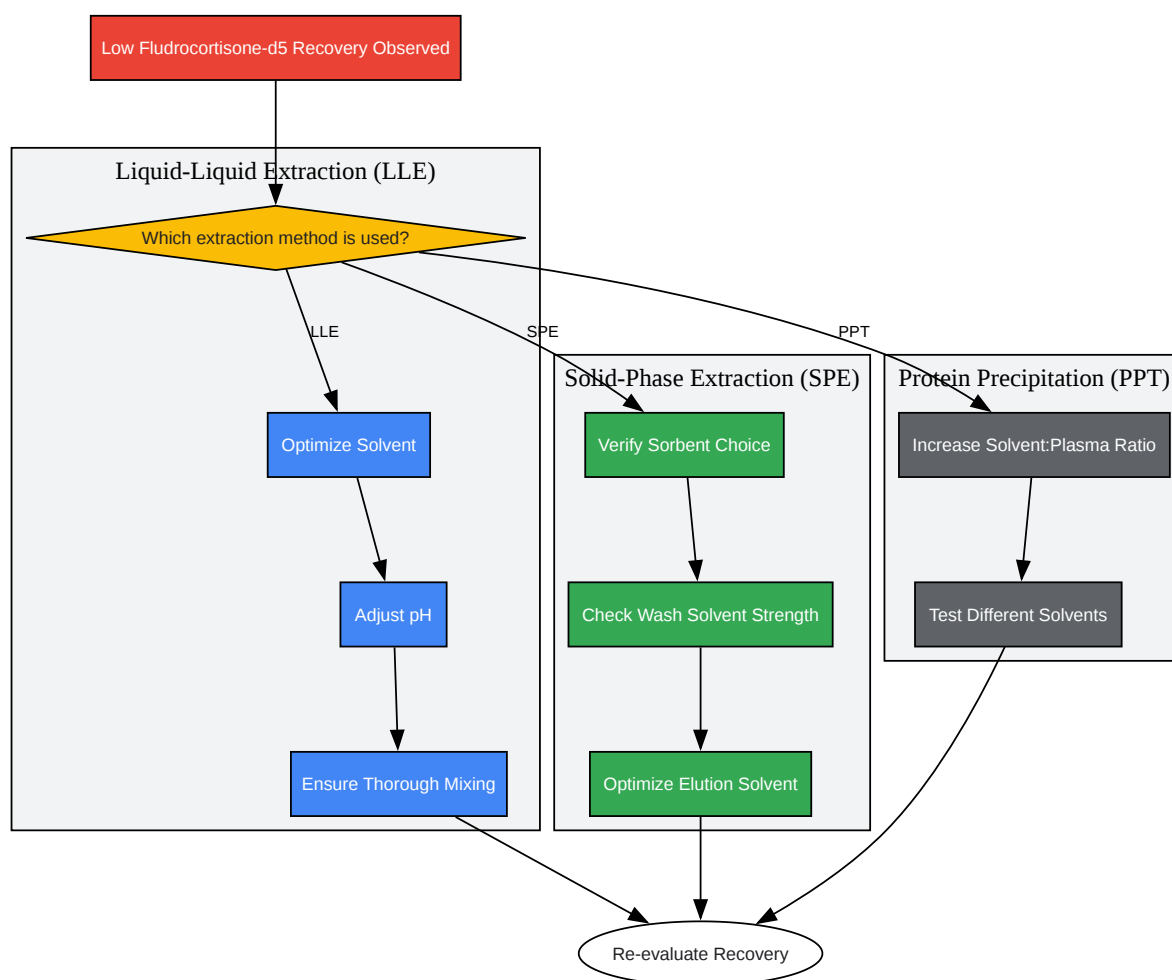 Low Fludrocortisone-d5 Recovery Observed
Liquid-Liquid Extraction (LLE)
Which extraction method is used?
LLE
SPE
PPT
Solid-Phase Extraction (SPE)
Protein Precipitation (PPT)
Optimize Solvent
Verify Sorbent Choice
Increase Solvent:Plasma Ratio
Adjust pH
Check Wash Solvent Strength
Test Different Solvents
Ensure Thorough Mixing
Optimize Elution Solvent
Re-evaluate Recovery